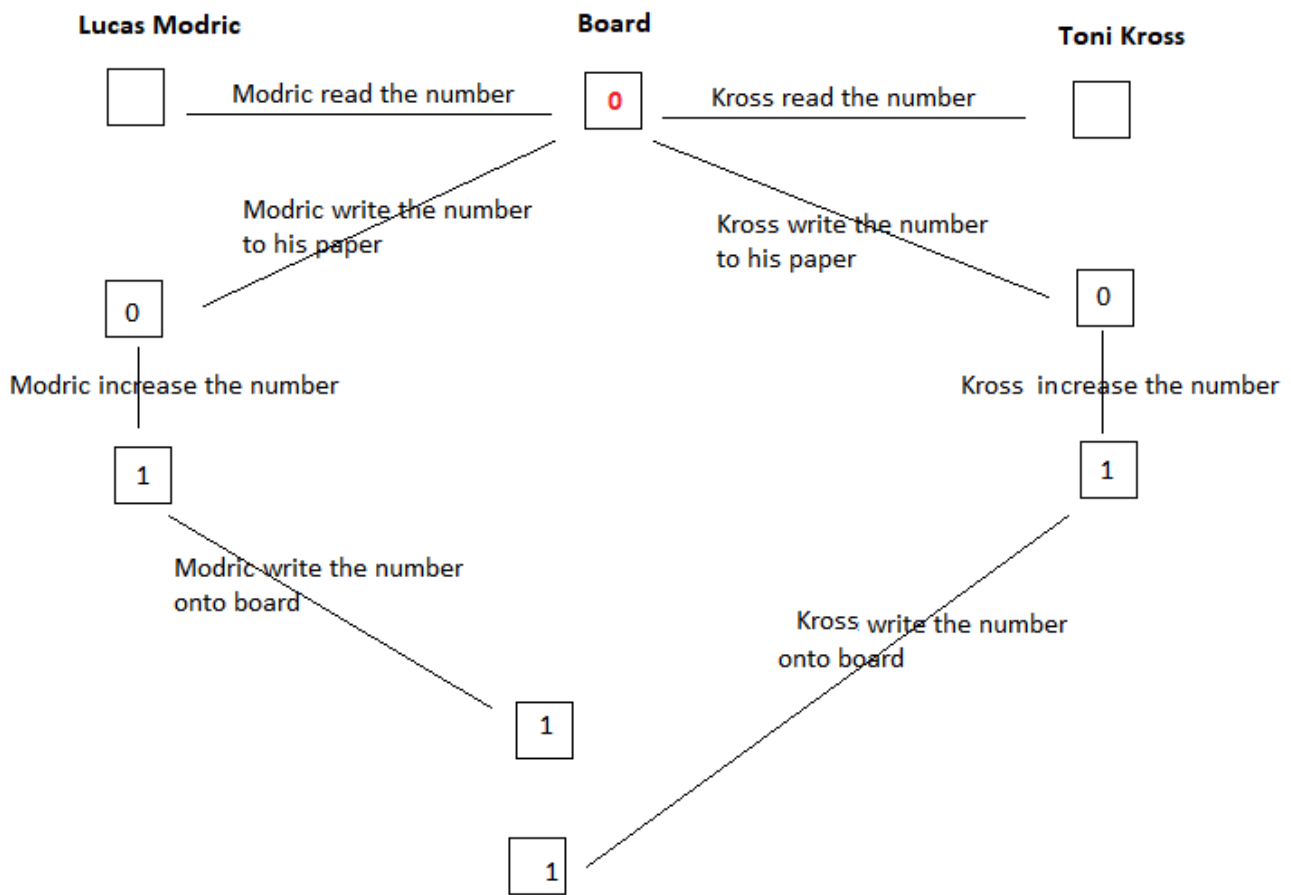 Lucas Modric
Board
Toni Kross
Modric read the number
0
Kross read the number
Modric write the number
to his paper
Kross write the number
to his paper
0
0
Modric increase the number
Kross increase the number
1
1
Modric write the number
onto board
Kross write the number
onto board
1
1